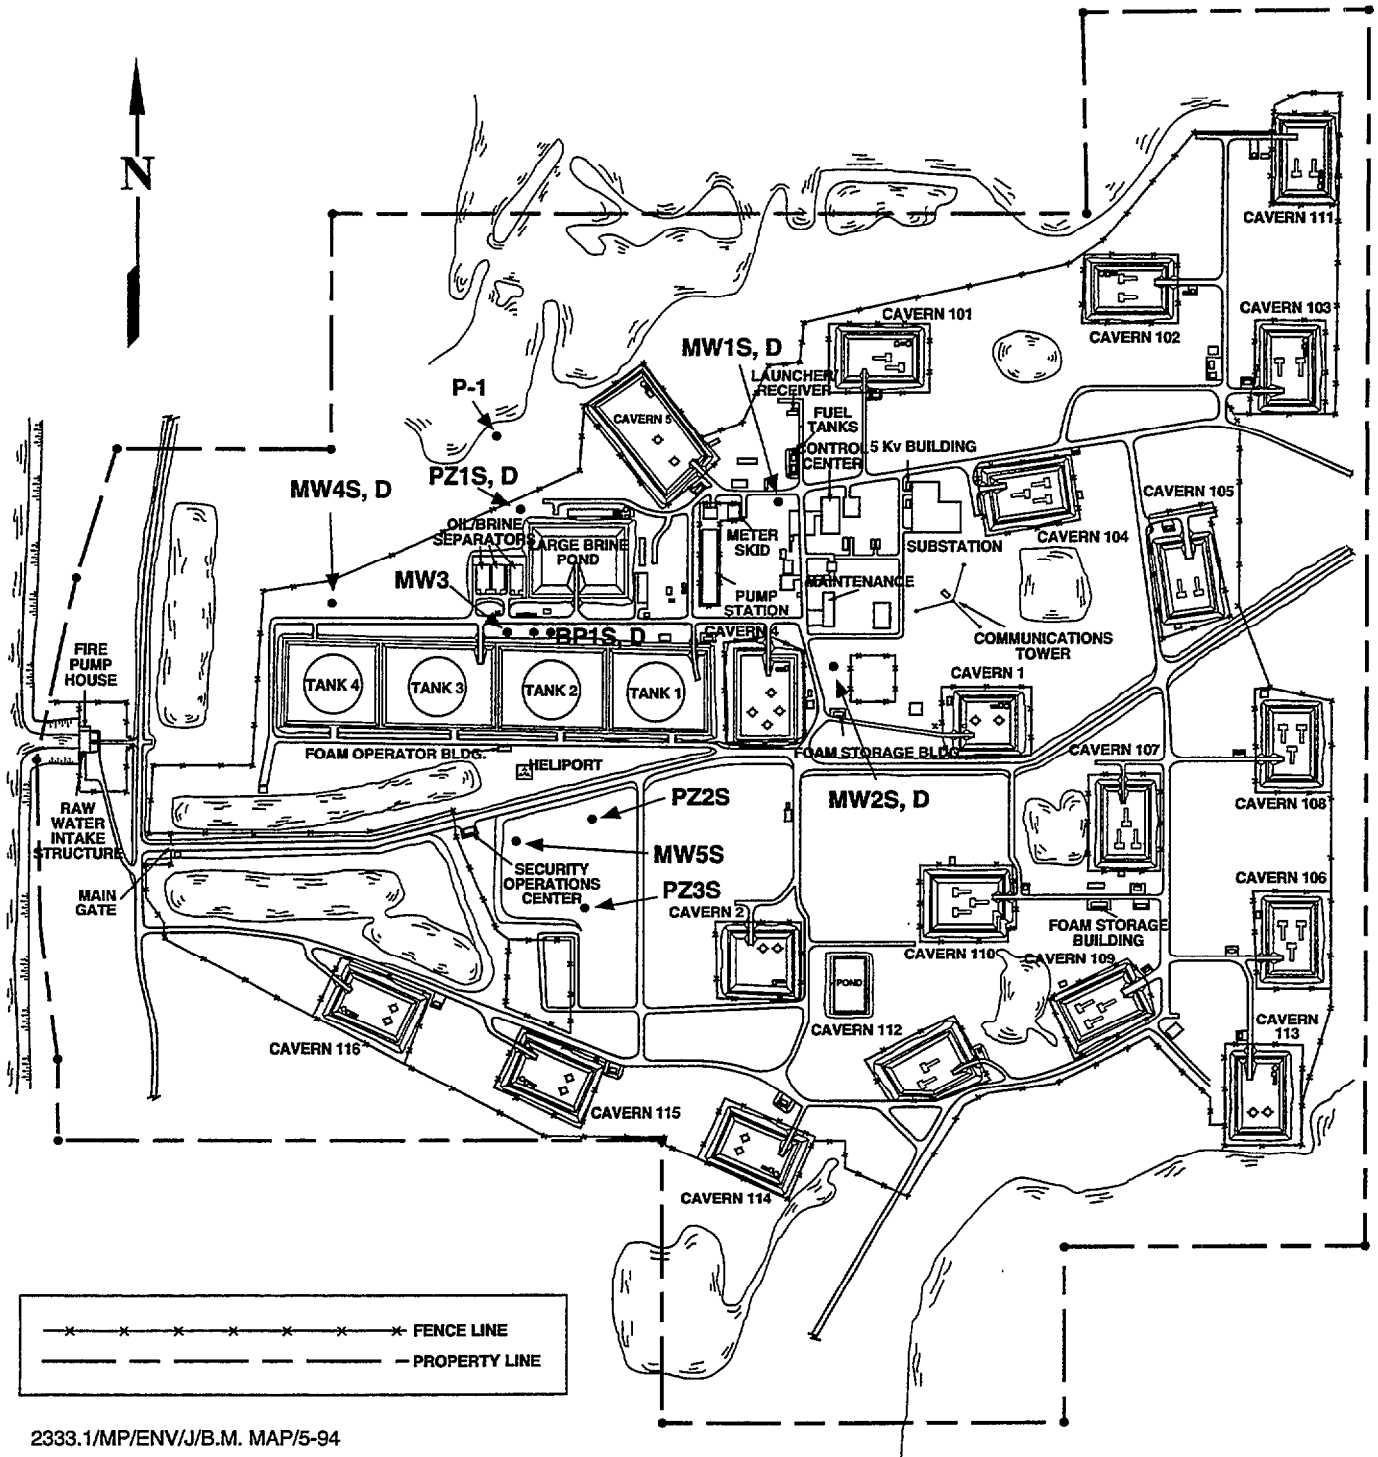 N
CAVERN 111
CAVERN 103
CAVERN 102
CAVERN 101
MW1S, D
LAUNCHER/
RECEIVER
P-1
CAVERN 5
FUEL
TANKS
CONTROL
CENTER
5 Kv BUILDING
PZ1S, D
MW4S, D
CAVERN 105
OIL/BRINE
SEPARATORS
LARGE BRINE
POND
METER
SKID
SUBSTATION
CAVERN 104
MW3
MAINTENANCE
PUMP
STATION
BP1S, D
CAVERN 4
COMMUNICATIONS
TOWER
FIRE
PUMP
HOUSE
TANK 4
TANK 3
TANK 2
TANK 1
CAVERN 1
FOAM OPERATOR BLDG.
FOAM STORAGE BLDG.
CAVERN 107
HELIPORT
PZ2S
MW2S, D
CAVERN 108
RAW
WATER
INTAKE
STRUCTURE
MW5S
SECURITY
OPERATIONS
CENTER
MAIN
GATE
PZ3S
CAVERN 106
CAVERN 2
FOAM STORAGE
BUILDING
CAVERN 110
CAVERN 109
POND
CAVERN 112
CAVERN
113
CAVERN 116
CAVERN 115
CAVERN 114
FENCE LINE
PROPERTY LINE
2333.1/MP/ENV/J/B.M. MAP/5-94